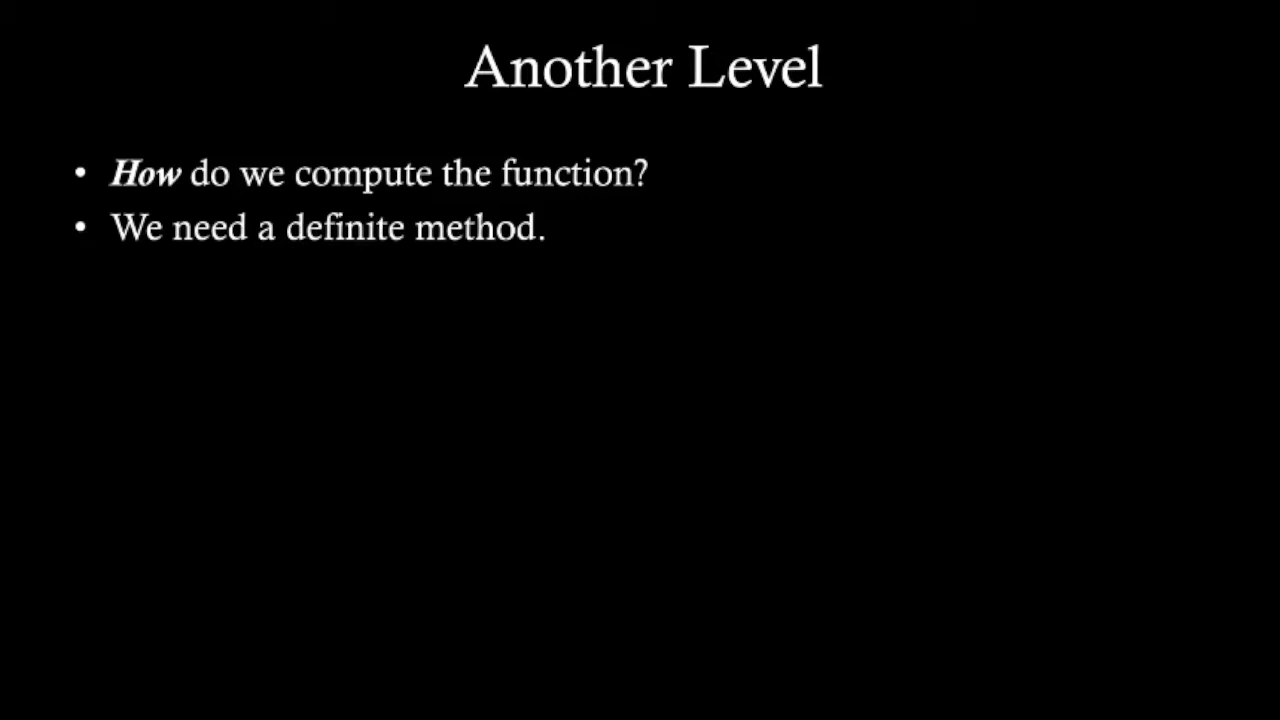 Another Level
• How do we compute the function?
• We need a definite method.